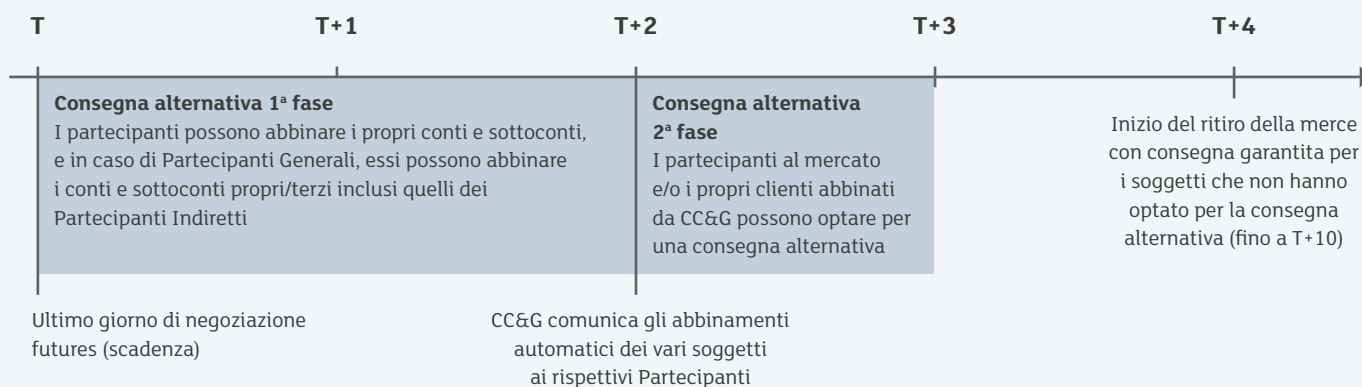 T
T+1
T+2
T+3
T+4
Consegna alternativa 1ª fase
I partecipanti possono abbinare i propri conti e sottoconti,
e in caso di Partecipanti Generali, essi possono abbinare
i conti e sottoconti propri/terzi inclusi quelli dei
Partecipanti Indiretti
Consegna alternativa
2ª fase
I partecipanti al mercato
e/o i propri clienti abbinati
da CC&G possono optare per
una consegna alternativa
Inizio del ritiro della merce
con consegna garantita per
i soggetti che non hanno
optato per la consegna
alternativa (fino a T+10)
Ultimo giorno di negoziazione
futures (scadenza)
CC&G comunica gli abbinamenti
automatici dei vari soggetti
ai rispettivi Partecipanti